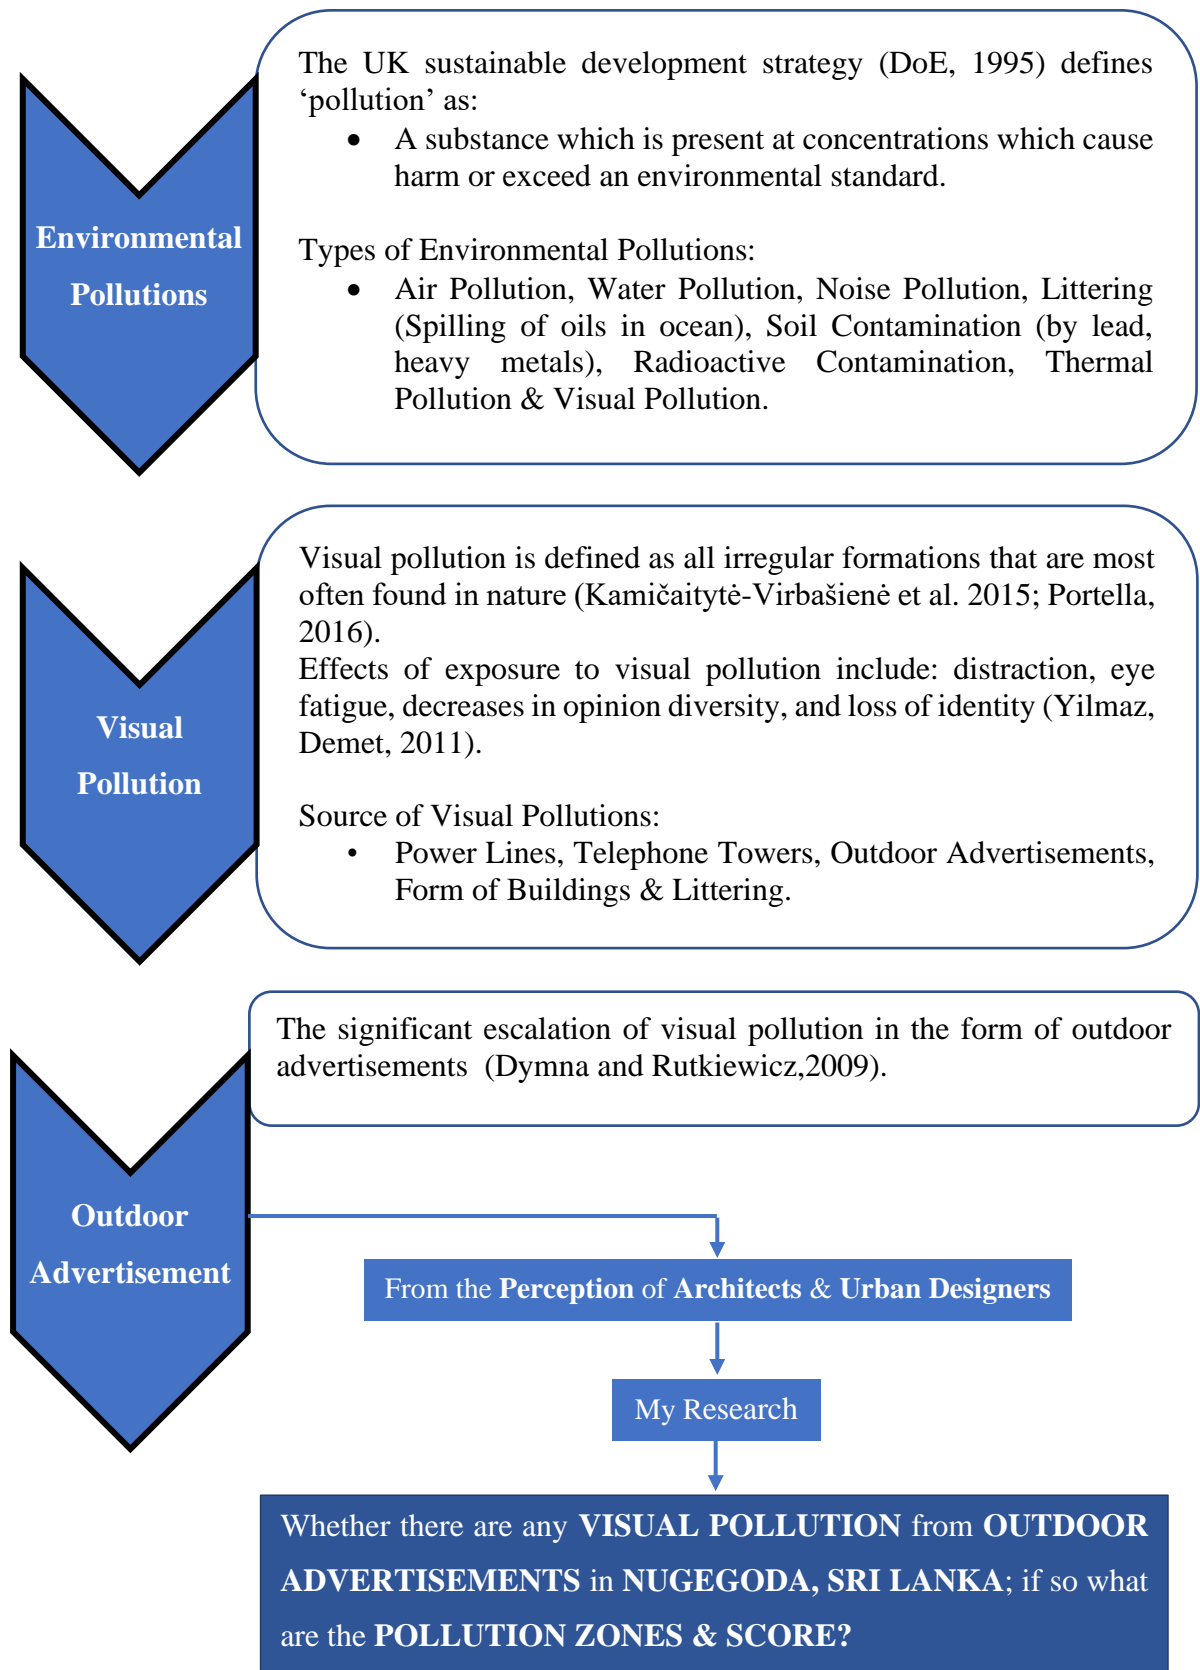 The UK sustainable development strategy (DoE, 1995) defines
‘pollution’ as:
• A substance which is present at concentrations which cause
harm or exceed an environmental standard.
Environmental
Pollutions
Types of Environmental Pollutions:
• Air Pollution, Water Pollution, Noise Pollution, Littering
(Spilling of oils in ocean), Soil Contamination (by lead,
heavy metals), Radioactive Contamination, Thermal
Pollution & Visual Pollution.
Visual pollution is defined as all irregular formations that are most
often found in nature (Kamičaitytė-Virbašienė et al. 2015; Portella,
2016).
Effects of exposure to visual pollution include: distraction, eye
fatigue, decreases in opinion diversity, and loss of identity (Yilmaz,
Demet, 2011).
Visual
Pollution
Source of Visual Pollutions:
• Power Lines, Telephone Towers, Outdoor Advertisements,
Form of Buildings & Littering.
The significant escalation of visual pollution in the form of outdoor
advertisements (Dymna and Rutkiewicz,2009).
Outdoor
Advertisement
From the Perception of Architects & Urban Designers
My Research
Whether there are any VISUAL POLLUTION from OUTDOOR
ADVERTISEMENTS in NUGEGODA, SRI LANKA; if so what
are the POLLUTION ZONES & SCORE?